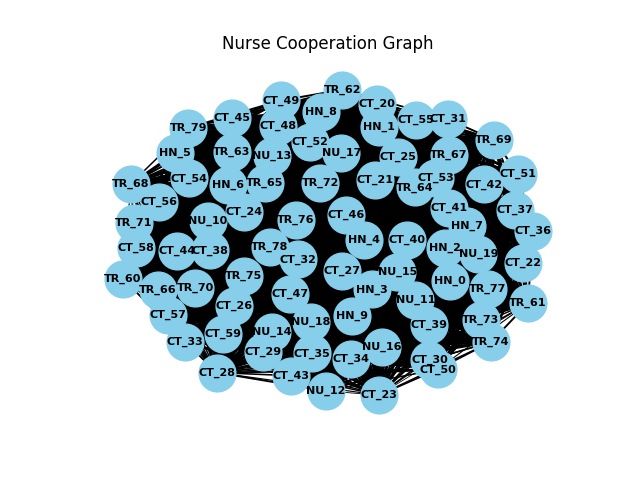 Nurse Cooperation Graph
TR_62
CT_49
CT_20
HN_8
CT_45
CT_55
CT_31
CT_48
HN_1
TR_79
TR_69
CT_52
TR_63
HN_5
NU_13
NU_17
CT_25
TR_67
CT_51
CT_54
CT_53
TR_68
HN_6
TR_65
TR_72
CT_21
TR_64
CT_42
CT_56
CT_41
CT_37
CT_24
CT_46
TR_71
NU_10
TR_76
HN_7
CT_36
HN_4
CT_40
CT_58
CT_44
CT_38
TR_78
HN_2
NU_19
CT_32
CT_22
TR_60
TR_75
CT_27
NU_15
HN_0
TR_66
TR_70
CT_47
HN_3
TR_77
NU_11
TR_61
CT_26
CT_57
HN_9
TR_73
NU_18
CT_39
CT_59
NU_14
CT_33
TR_74
NU_16
CT_29
CT_35
CT_34
CT_30
CT_50
CT_28
CT_43
NU_12
CT_23